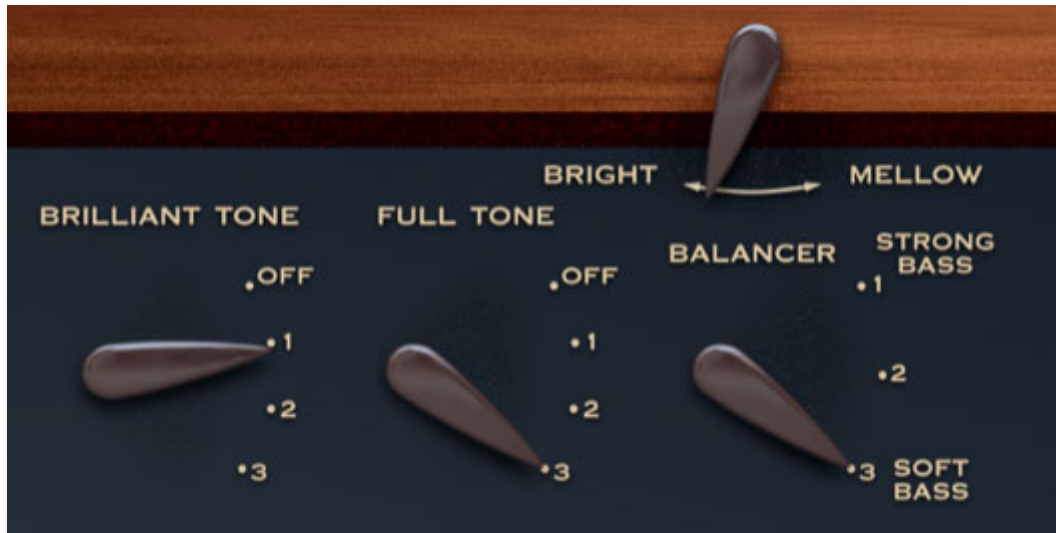 BRIGHT
MELLOW
BRILLIANT TONE
OFF
1
2
3
FULL TONE
OFF
1
2
3
BALANCER
STRONG
BASS
1
2
3
SOFT
BASS